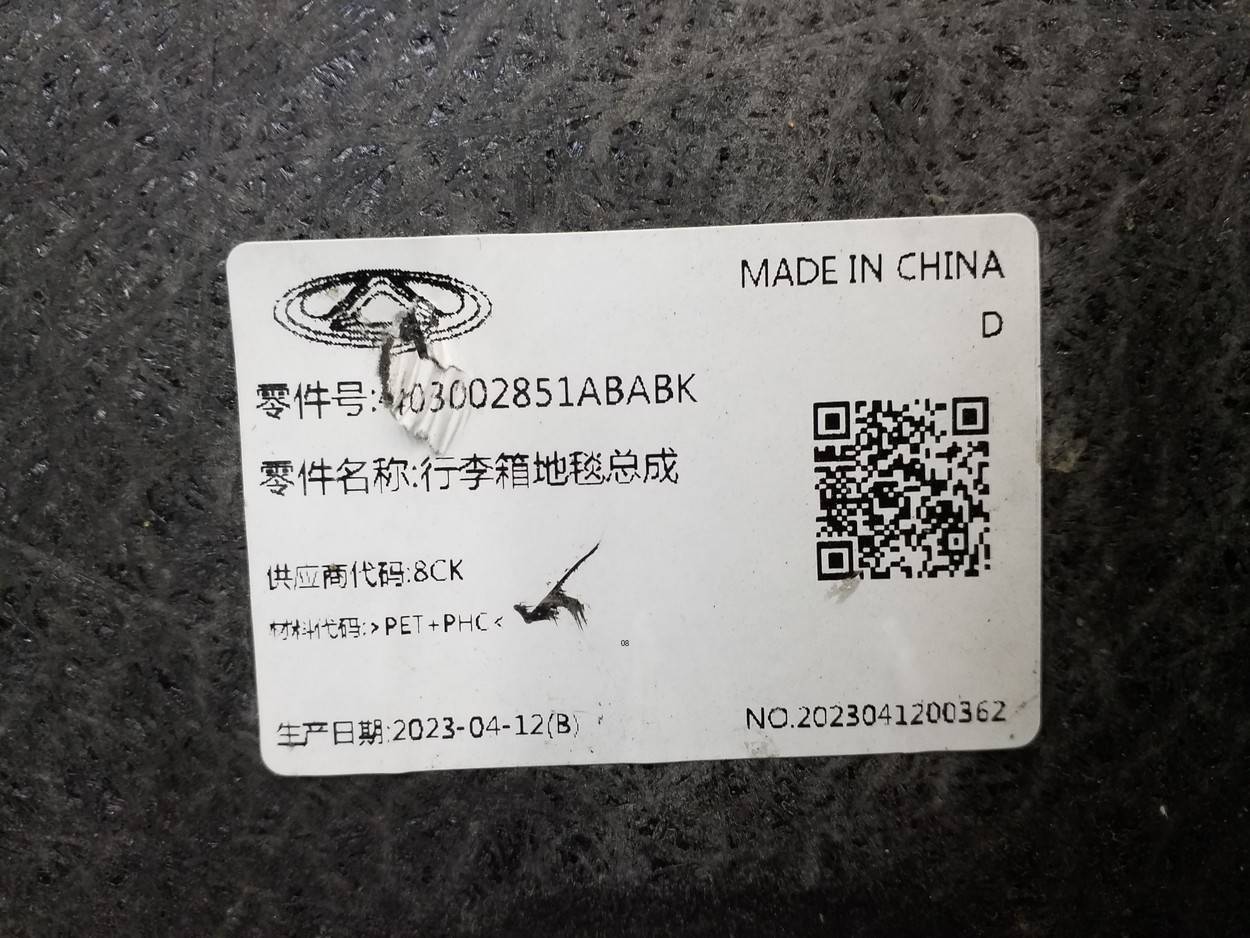 MADE IN CHINA
D
零件号:403002851ABABK
零件名称:行李箱地毯总成
供应商代码:8CK
材料代码:>PET+PHC<
08
生产日期:2023-04-12(B)
NO.2023041200362